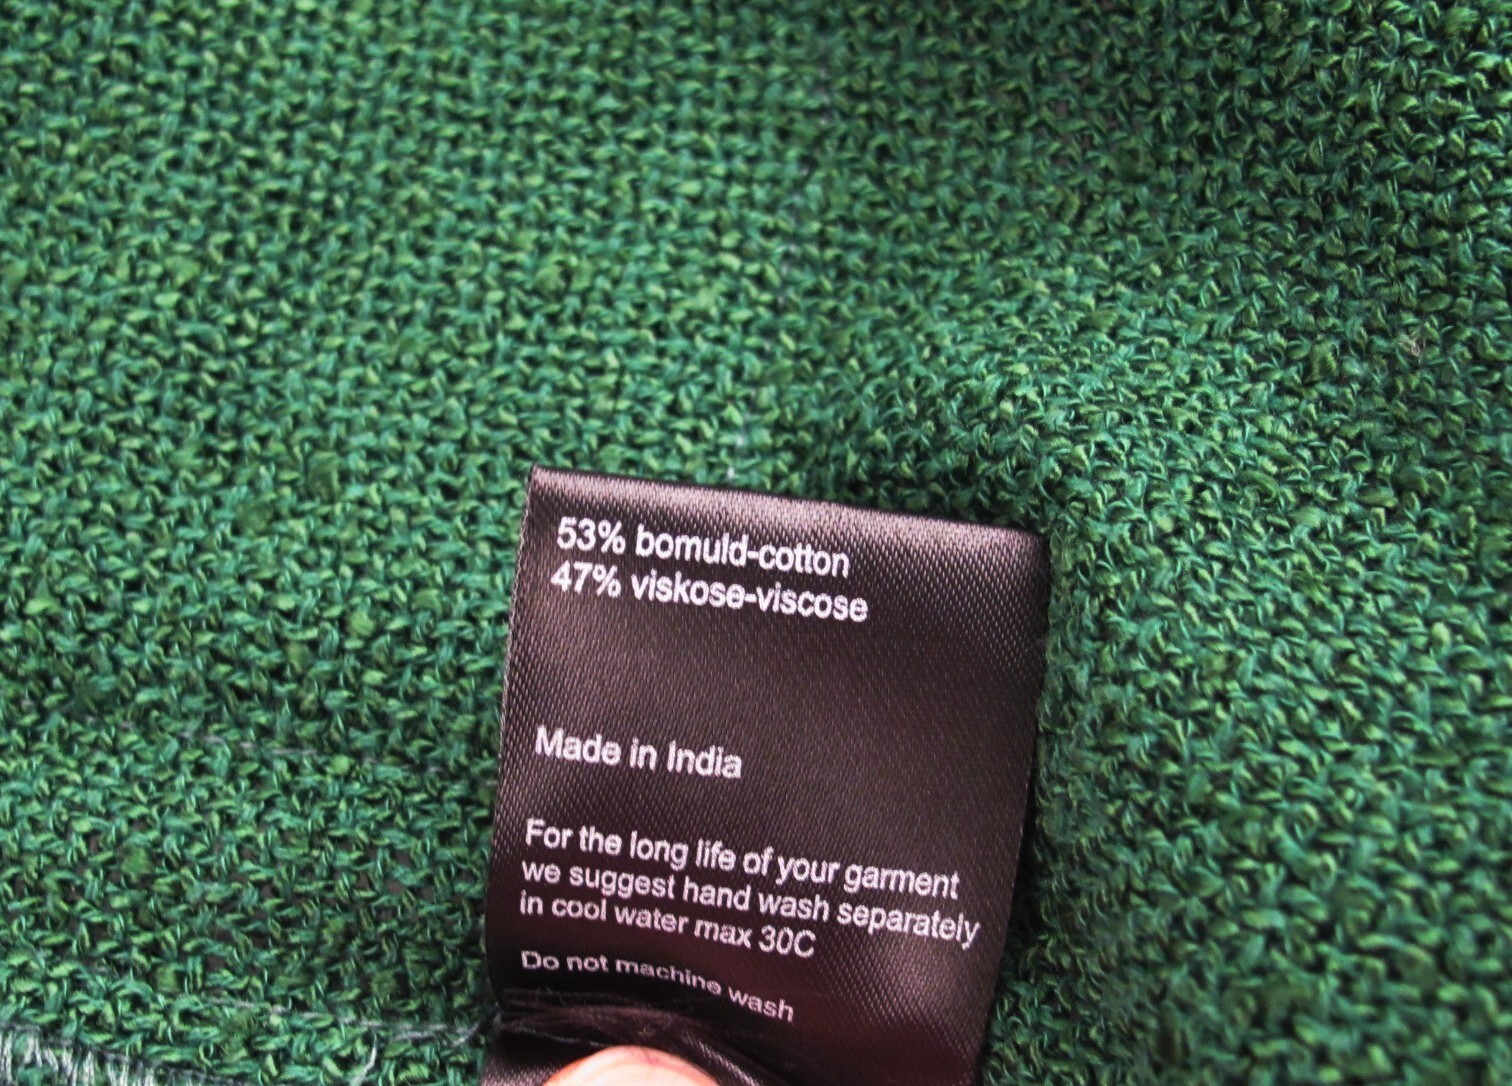 53% bomuld-cotton
47% viskose-viscose
Made in India
For the long life of your garment
we suggest hand wash separately
in cool water max 30C
Do not machine wash